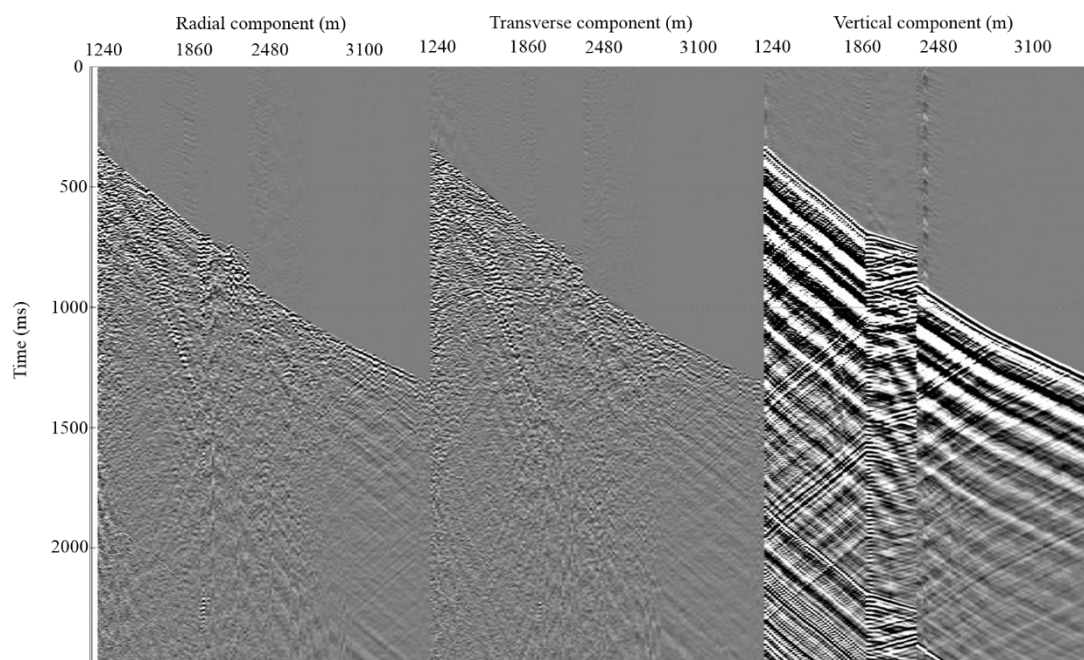 Radial component (m) Transverse component (m) Vertical component (m)
1240 1860 2480 3100 1240 1860 2480 3100 1240 1860 2480 3100
0
500
1000
1500
2000
Time (ms)